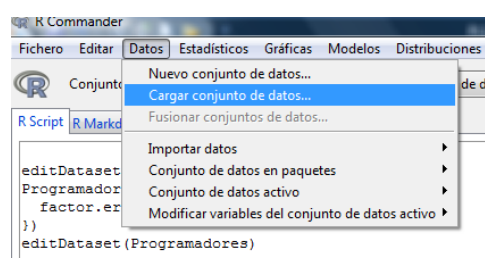 R Commander
Fichero Editar Datos Estadísticos Gráficas Modelos Distribuciones
R Conjunto
Nuevo conjunto de datos...
Cargar conjunto de datos...
de d
Fusionar conjuntos de datos...
R Script R Markd
Importar datos
Conjunto de datos en paquetes
Conjunto de datos activo
Modificar variables del conjunto de datos activo
editDataset
Programador
factor.er
})
editDataset(Programadores)